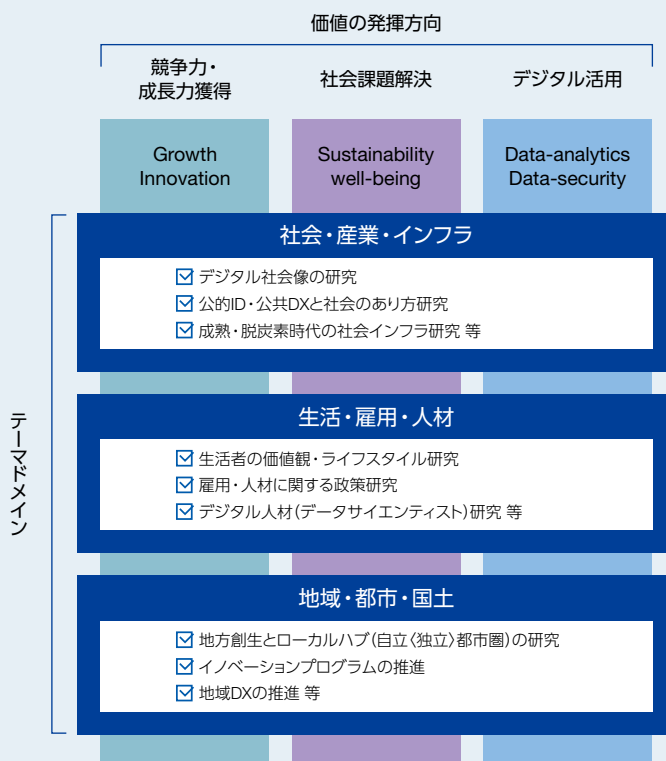 価値の発揮方向
競争力・
成長力獲得
社会課題解決
デジタル活用
Growth
Innovation
Sustainability
well-being
Data-analytics
Data-security
テーマドメイン
社会・産業・インフラ
デジタル社会像の研究
公的ID・公共DXと社会のあり方研究
成熟・脱炭素時代の社会インフラ研究 等
生活・雇用・人材
生活者の価値観・ライフスタイル研究
雇用・人材に関する政策研究
デジタル人材(データサイエンティスト)研究 等
地域・都市・国土
地方創生とローカルハブ(自立〈独立〉都市圏)の研究
イノベーションプログラムの推進
地域DXの推進 等